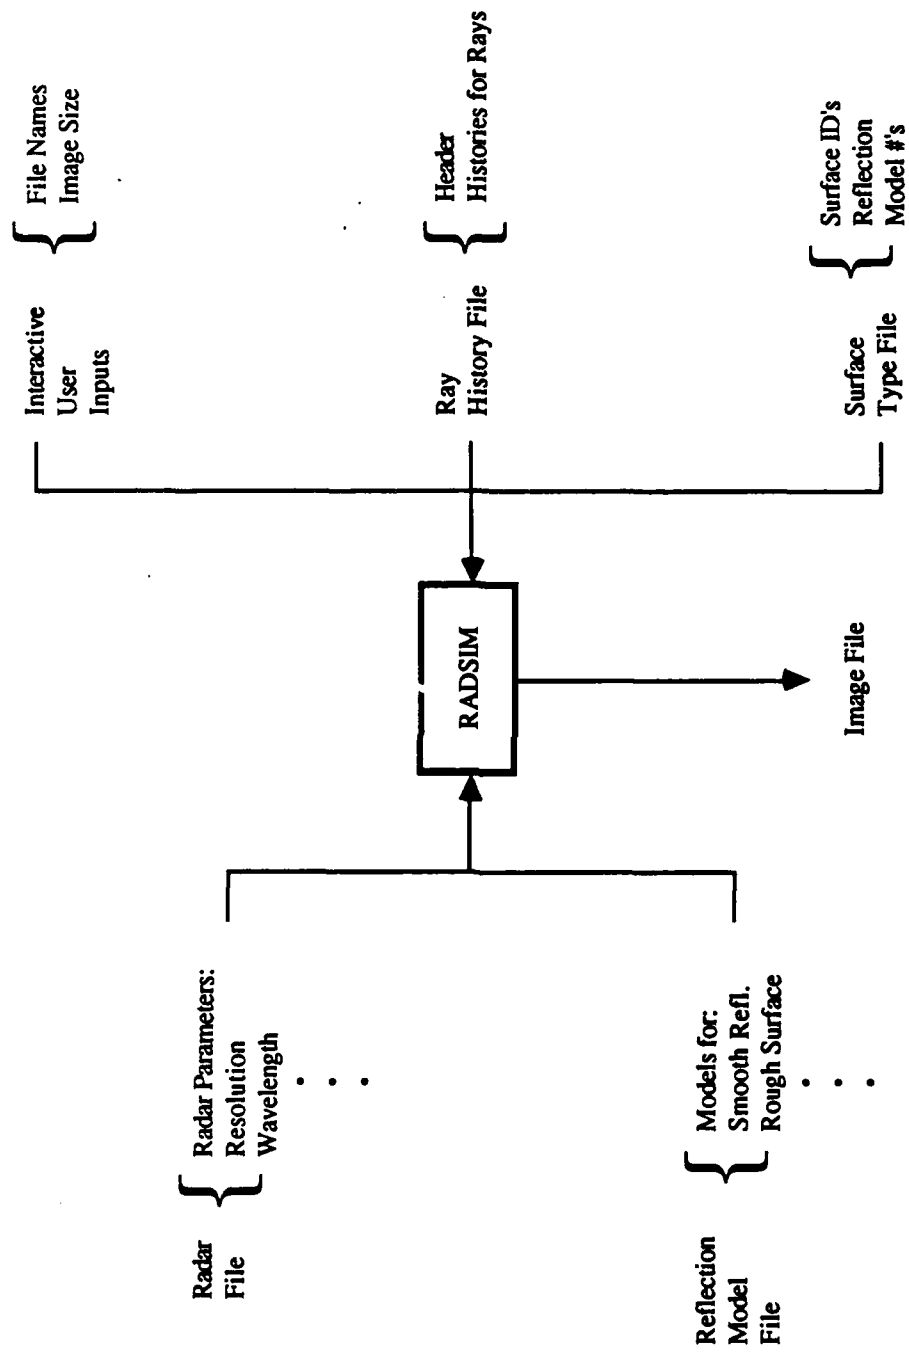 Radar
File
Radar Parameters:
Resolution
Wavelength
Reflection
Model
File
Models for:
Smooth Refl.
Rough Surface
RADSIM
Image File
Interactive
User
Inputs
File Names
Image Size
Ray
History File
Header
Histories for Rays
Surface
Type File
Surface ID's
Reflection
Model #'s